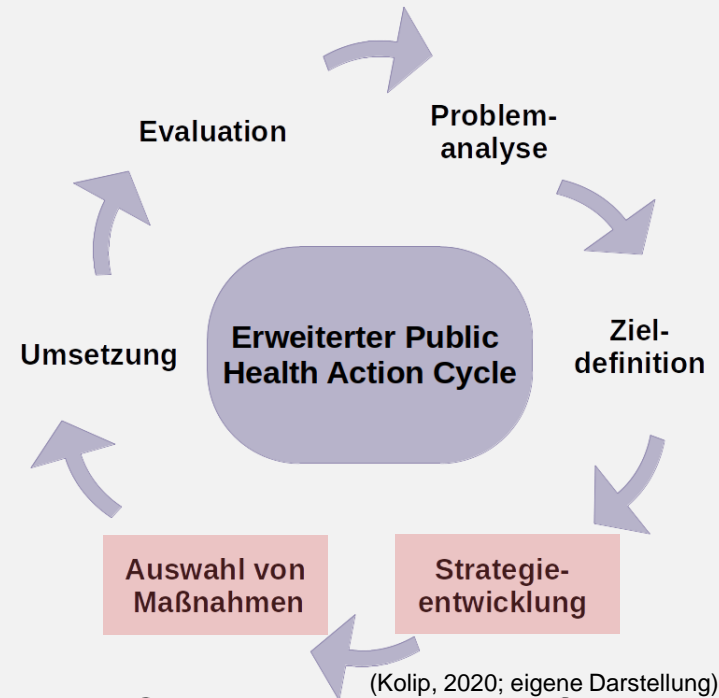 Evaluation
Problem-
analyse
Erweiterter Public
Health Action Cycle
Umsetzung
Ziel-
definition
Auswahl von
Maßnahmen
Strategie-
entwicklung
(Kolip, 2020; eigene Darstellung)